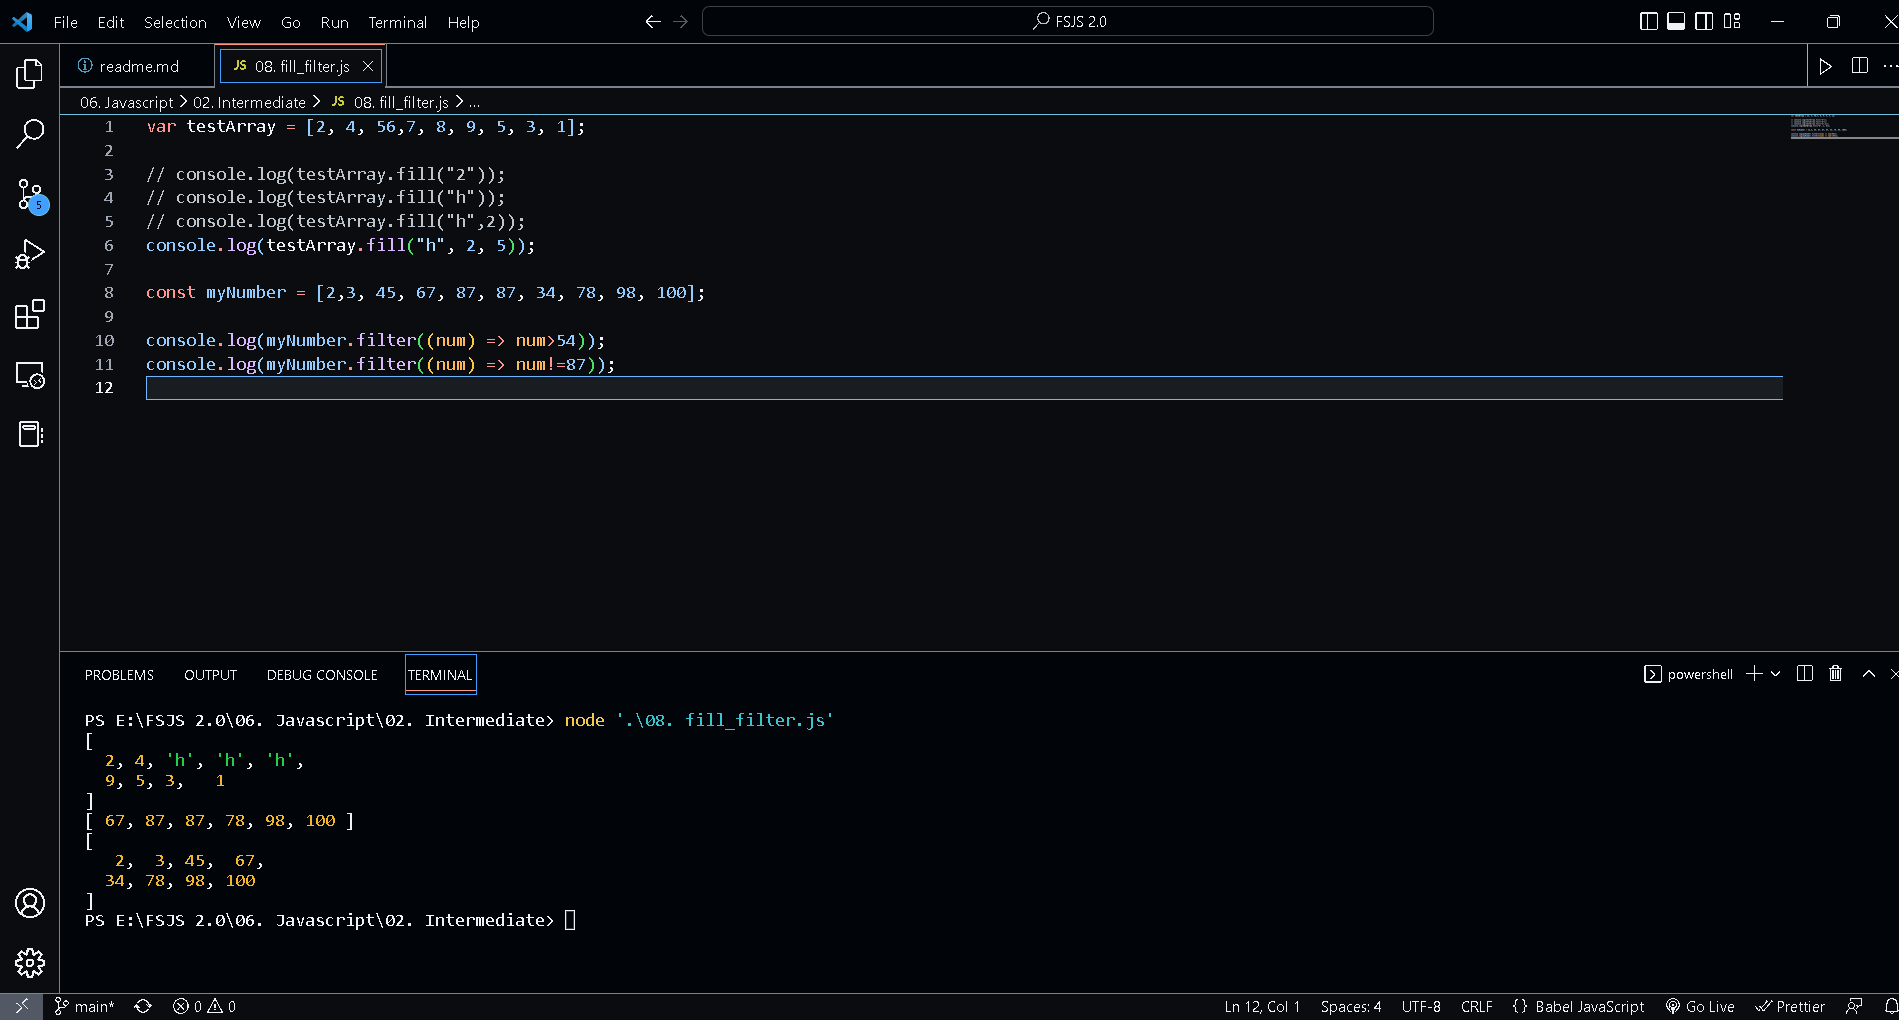 File Edit Selection View Go Run Terminal Help
FSJS 2.0
readme.md
JS 08. fill_filter.js
06. Javascript > 02. Intermediate > JS 08. fill_filter.js > ...
1 var testArray = [2, 4, 56,7, 8, 9, 5, 3, 1];
2
3 // console.log(testArray.fill("2"));
4 // console.log(testArray.fill("h"));
5 // console.log(testArray.fill("h",2));
6 console.log(testArray.fill("h", 2, 5));
7
8 const myNumber = [2,3, 45, 67, 87, 87, 34, 78, 98, 100];
9
10 console.log(myNumber.filter((num) => num>54));
11 console.log(myNumber.filter((num) => num!=87));
12
5
PROBLEMS OUTPUT DEBUG CONSOLE TERMINAL
powershell
PS E:\FSJS 2.0\06. Javascript\02. Intermediate> node '.\08. fill_filter.js'
[
2, 4, 'h', 'h', 'h',
9, 5, 3, 1
]
[ 67, 87, 87, 78, 98, 100 ]
[
2, 3, 45, 67,
34, 78, 98, 100
]
PS E:\FSJS 2.0\06. Javascript\02. Intermediate>
main* 0 0 Ln 12, Col 1 Spaces: 4 UTF-8 CRLF {} Babel JavaScript Go Live Prettier